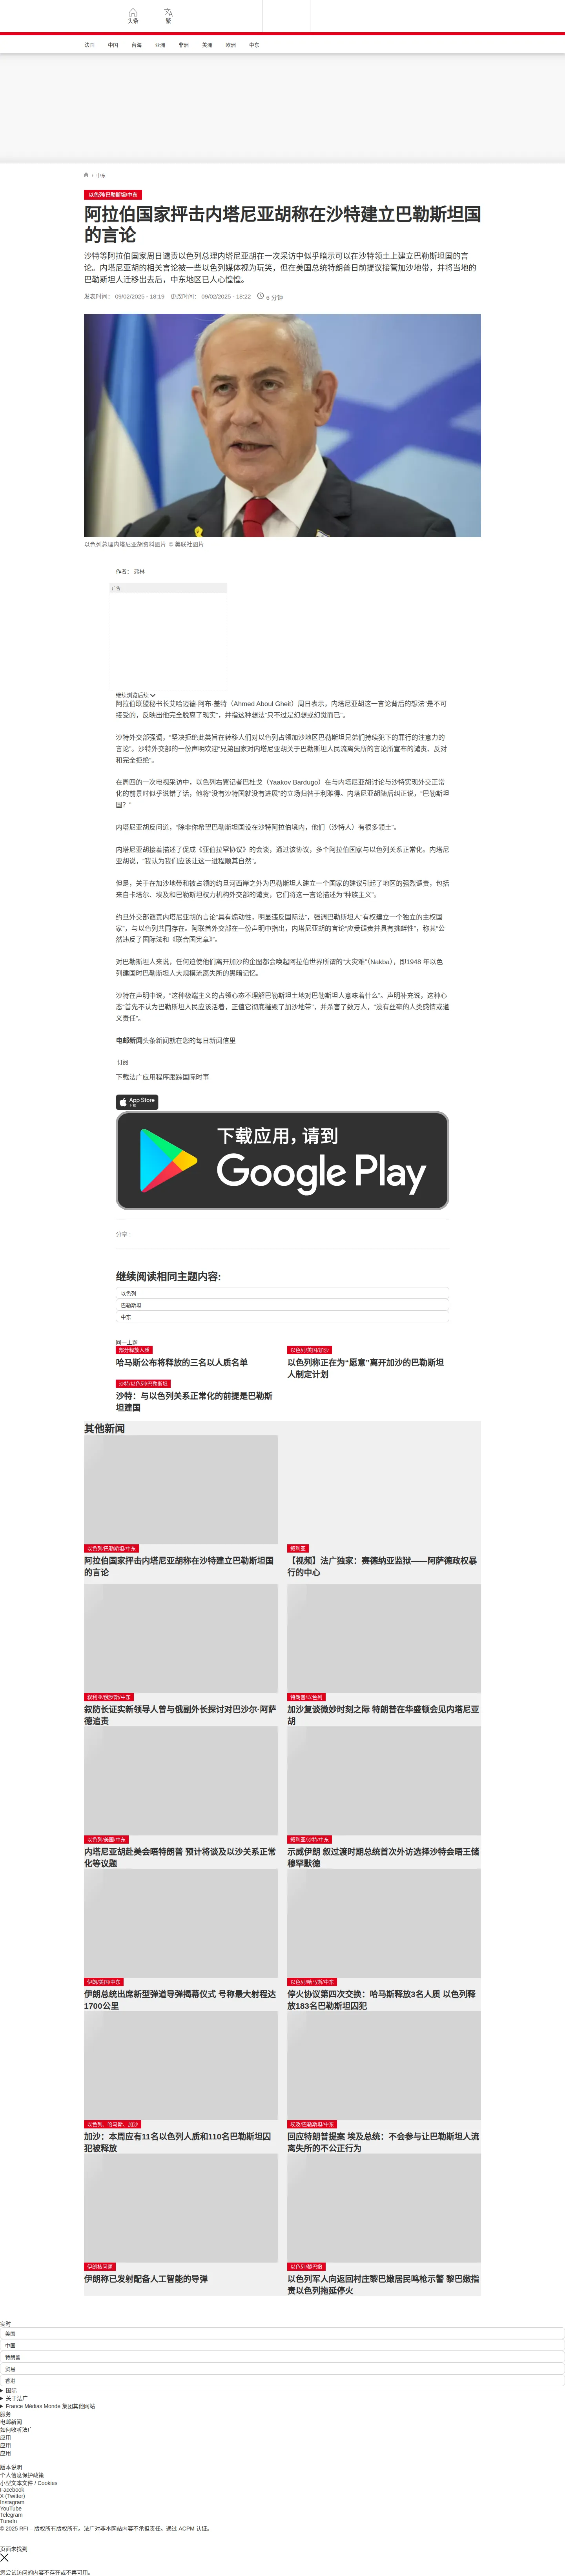 头条
繁
法国
中国
台海
亚洲
非洲
美洲
欧洲
中东
/ 中东
以色列/巴勒斯坦/中东
阿拉伯国家抨击内塔尼亚胡称在沙特建立巴勒斯坦国
的言论
沙特等阿拉伯国家周日谴责以色列总理内塔尼亚胡在一次采访中似乎暗示可以在沙特领土上建立巴勒斯坦国的言
论。内塔尼亚胡的相关言论被一些以色列媒体视为玩笑，但在美国总统特朗普日前提议接管加沙地带，并将当地的
巴勒斯坦人迁移出去后，中东地区已人心惶惶。
发表时间： 09/02/2025 - 18:19 更改时间： 09/02/2025 - 18:22 6 分钟
以色列总理内塔尼亚胡资料图片 © 美联社图片
作者： 弗林
广告
继续浏览后续
阿拉伯联盟秘书长艾哈迈德·阿布·盖特（Ahmed Aboul Gheit）周日表示，内塔尼亚胡这一言论背后的想法“是不可
接受的，反映出他完全脱离了现实”，并指这种想法“只不过是幻想或幻觉而已”。
沙特外交部强调，“坚决拒绝此类旨在转移人们对以色列占领加沙地区巴勒斯坦兄弟们持续犯下的罪行的注意力的
言论”。沙特外交部的一份声明欢迎“兄弟国家对内塔尼亚胡关于巴勒斯坦人民流离失所的言论所宣布的谴责、反对
和完全拒绝”。
在周四的一次电视采访中，以色列右翼记者巴杜戈（Yaakov Bardugo）在与内塔尼亚胡讨论与沙特实现外交正常
化的前景时似乎说错了话，他将“没有沙特国就没有进展”的立场归咎于利雅得。内塔尼亚胡随后纠正说，“巴勒斯坦
国？”
内塔尼亚胡反问道，“除非你希望巴勒斯坦国设在沙特阿拉伯境内，他们（沙特人）有很多领土”。
内塔尼亚胡接着描述了促成《亚伯拉罕协议》的会谈，通过该协议，多个阿拉伯国家与以色列关系正常化。内塔尼
亚胡说，“我认为我们应该让这一进程顺其自然”。
但是，关于在加沙地带和被占领的约旦河西岸之外为巴勒斯坦人建立一个国家的建议引起了地区的强烈谴责，包括
来自卡塔尔、埃及和巴勒斯坦权力机构外交部的谴责，它们将这一言论描述为“种族主义”。
约旦外交部谴责内塔尼亚胡的言论“具有煽动性，明显违反国际法”，强调巴勒斯坦人“有权建立一个独立的主权国
家”，与以色列共同存在。阿联酋外交部在一份声明中指出，内塔尼亚胡的言论“应受谴责并具有挑衅性”，称其“公
然违反了国际法和《联合国宪章》”。
对巴勒斯坦人来说，任何迫使他们离开加沙的企图都会唤起阿拉伯世界所谓的“大灾难”（Nakba），即1948 年以色
列建国时巴勒斯坦人大规模流离失所的黑暗记忆。
沙特在声明中说，“这种极端主义的占领心态不理解巴勒斯坦土地对巴勒斯坦人意味着什么”。声明补充说，这种心
态“首先不认为巴勒斯坦人民应该活着，正值它彻底摧毁了加沙地带”，并杀害了数万人，“没有丝毫的人类感情或道
义责任”。
电邮新闻头条新闻就在您的每日新闻信里
订阅
下载法广应用程序跟踪国际时事
App Store
下载
下载应用，请到
Google Play
分享 :
继续阅读相同主题内容:
以色列
巴勒斯坦
中东
同一主题
部分释放人质
哈马斯公布将释放的三名以人质名单
以色列/美国/加沙
以色列称正在为“愿意”离开加沙的巴勒斯坦
人制定计划
沙特/以色列/巴勒斯坦
沙特：与以色列关系正常化的前提是巴勒斯
坦建国
其他新闻
以色列/巴勒斯坦/中东
阿拉伯国家抨击内塔尼亚胡称在沙特建立巴勒斯坦国
的言论
叙利亚
【视频】法广独家：赛德纳亚监狱——阿萨德政权暴
行的中心
叙利亚/俄罗斯/中东
叙防长证实新领导人曾与俄副外长探讨对巴沙尔·阿萨
德追责
特朗普/以色列
加沙复谈微妙时刻之际 特朗普在华盛顿会见内塔尼亚
胡
以色列/美国/中东
内塔尼亚胡赴美会晤特朗普 预计将谈及以沙关系正常
化等议题
叙利亚/沙特/中东
示威伊朗 叙过渡时期总统首次外访选择沙特会晤王储
穆罕默德
伊朗/美国/中东
伊朗总统出席新型弹道导弹揭幕仪式 号称最大射程达
1700公里
以色列/哈马斯/中东
停火协议第四次交换：哈马斯释放3名人质 以色列释
放183名巴勒斯坦囚犯
以色列、哈马斯、加沙
加沙：本周应有11名以色列人质和110名巴勒斯坦囚
犯被释放
埃及/巴勒斯坦/中东
回应特朗普提案 埃及总统：不会参与让巴勒斯坦人流
离失所的不公正行为
伊朗核问题
伊朗称已发射配备人工智能的导弹
以色列/黎巴嫩
以色列军人向返回村庄黎巴嫩居民鸣枪示警 黎巴嫩指
责以色列拖延停火
实时
美国
中国
特朗普
贸易
香港
国际
关于法广
France Médias Monde 集团其他网站
服务
电邮新闻
如何收听法广
应用
应用
应用
版本说明
个人信息保护政策
小型文本文件 / Cookies
Facebook
X (Twitter)
Instagram
YouTube
Telegram
TuneIn
© 2025 RFI – 版权所有版权所有。法广对非本网站内容不承担责任。通过 ACPM 认证。
页面未找到
您尝试访问的内容不存在或不再可用。